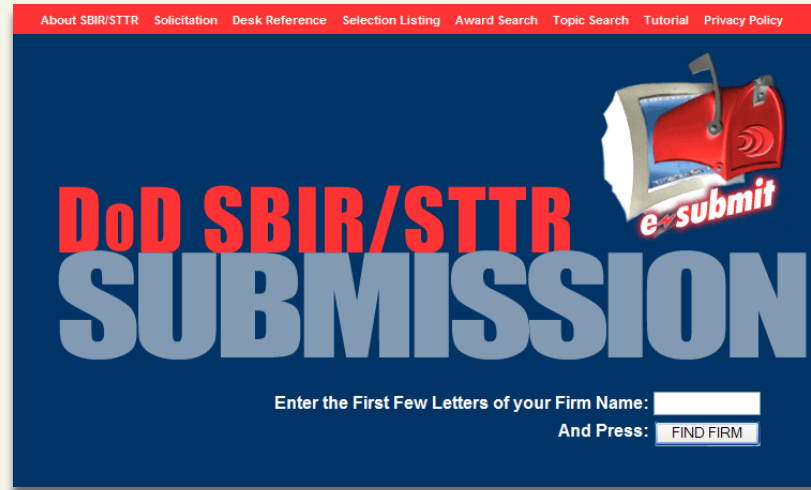 About SBIR/STTR Solicitation Desk Reference Selection Listing Award Search Topic Search Tutorial Privacy Policy
e-submit
DoD SBIR/STTR
SUBMISSION
Enter the First Few Letters of your Firm Name:
And Press: FIND FIRM